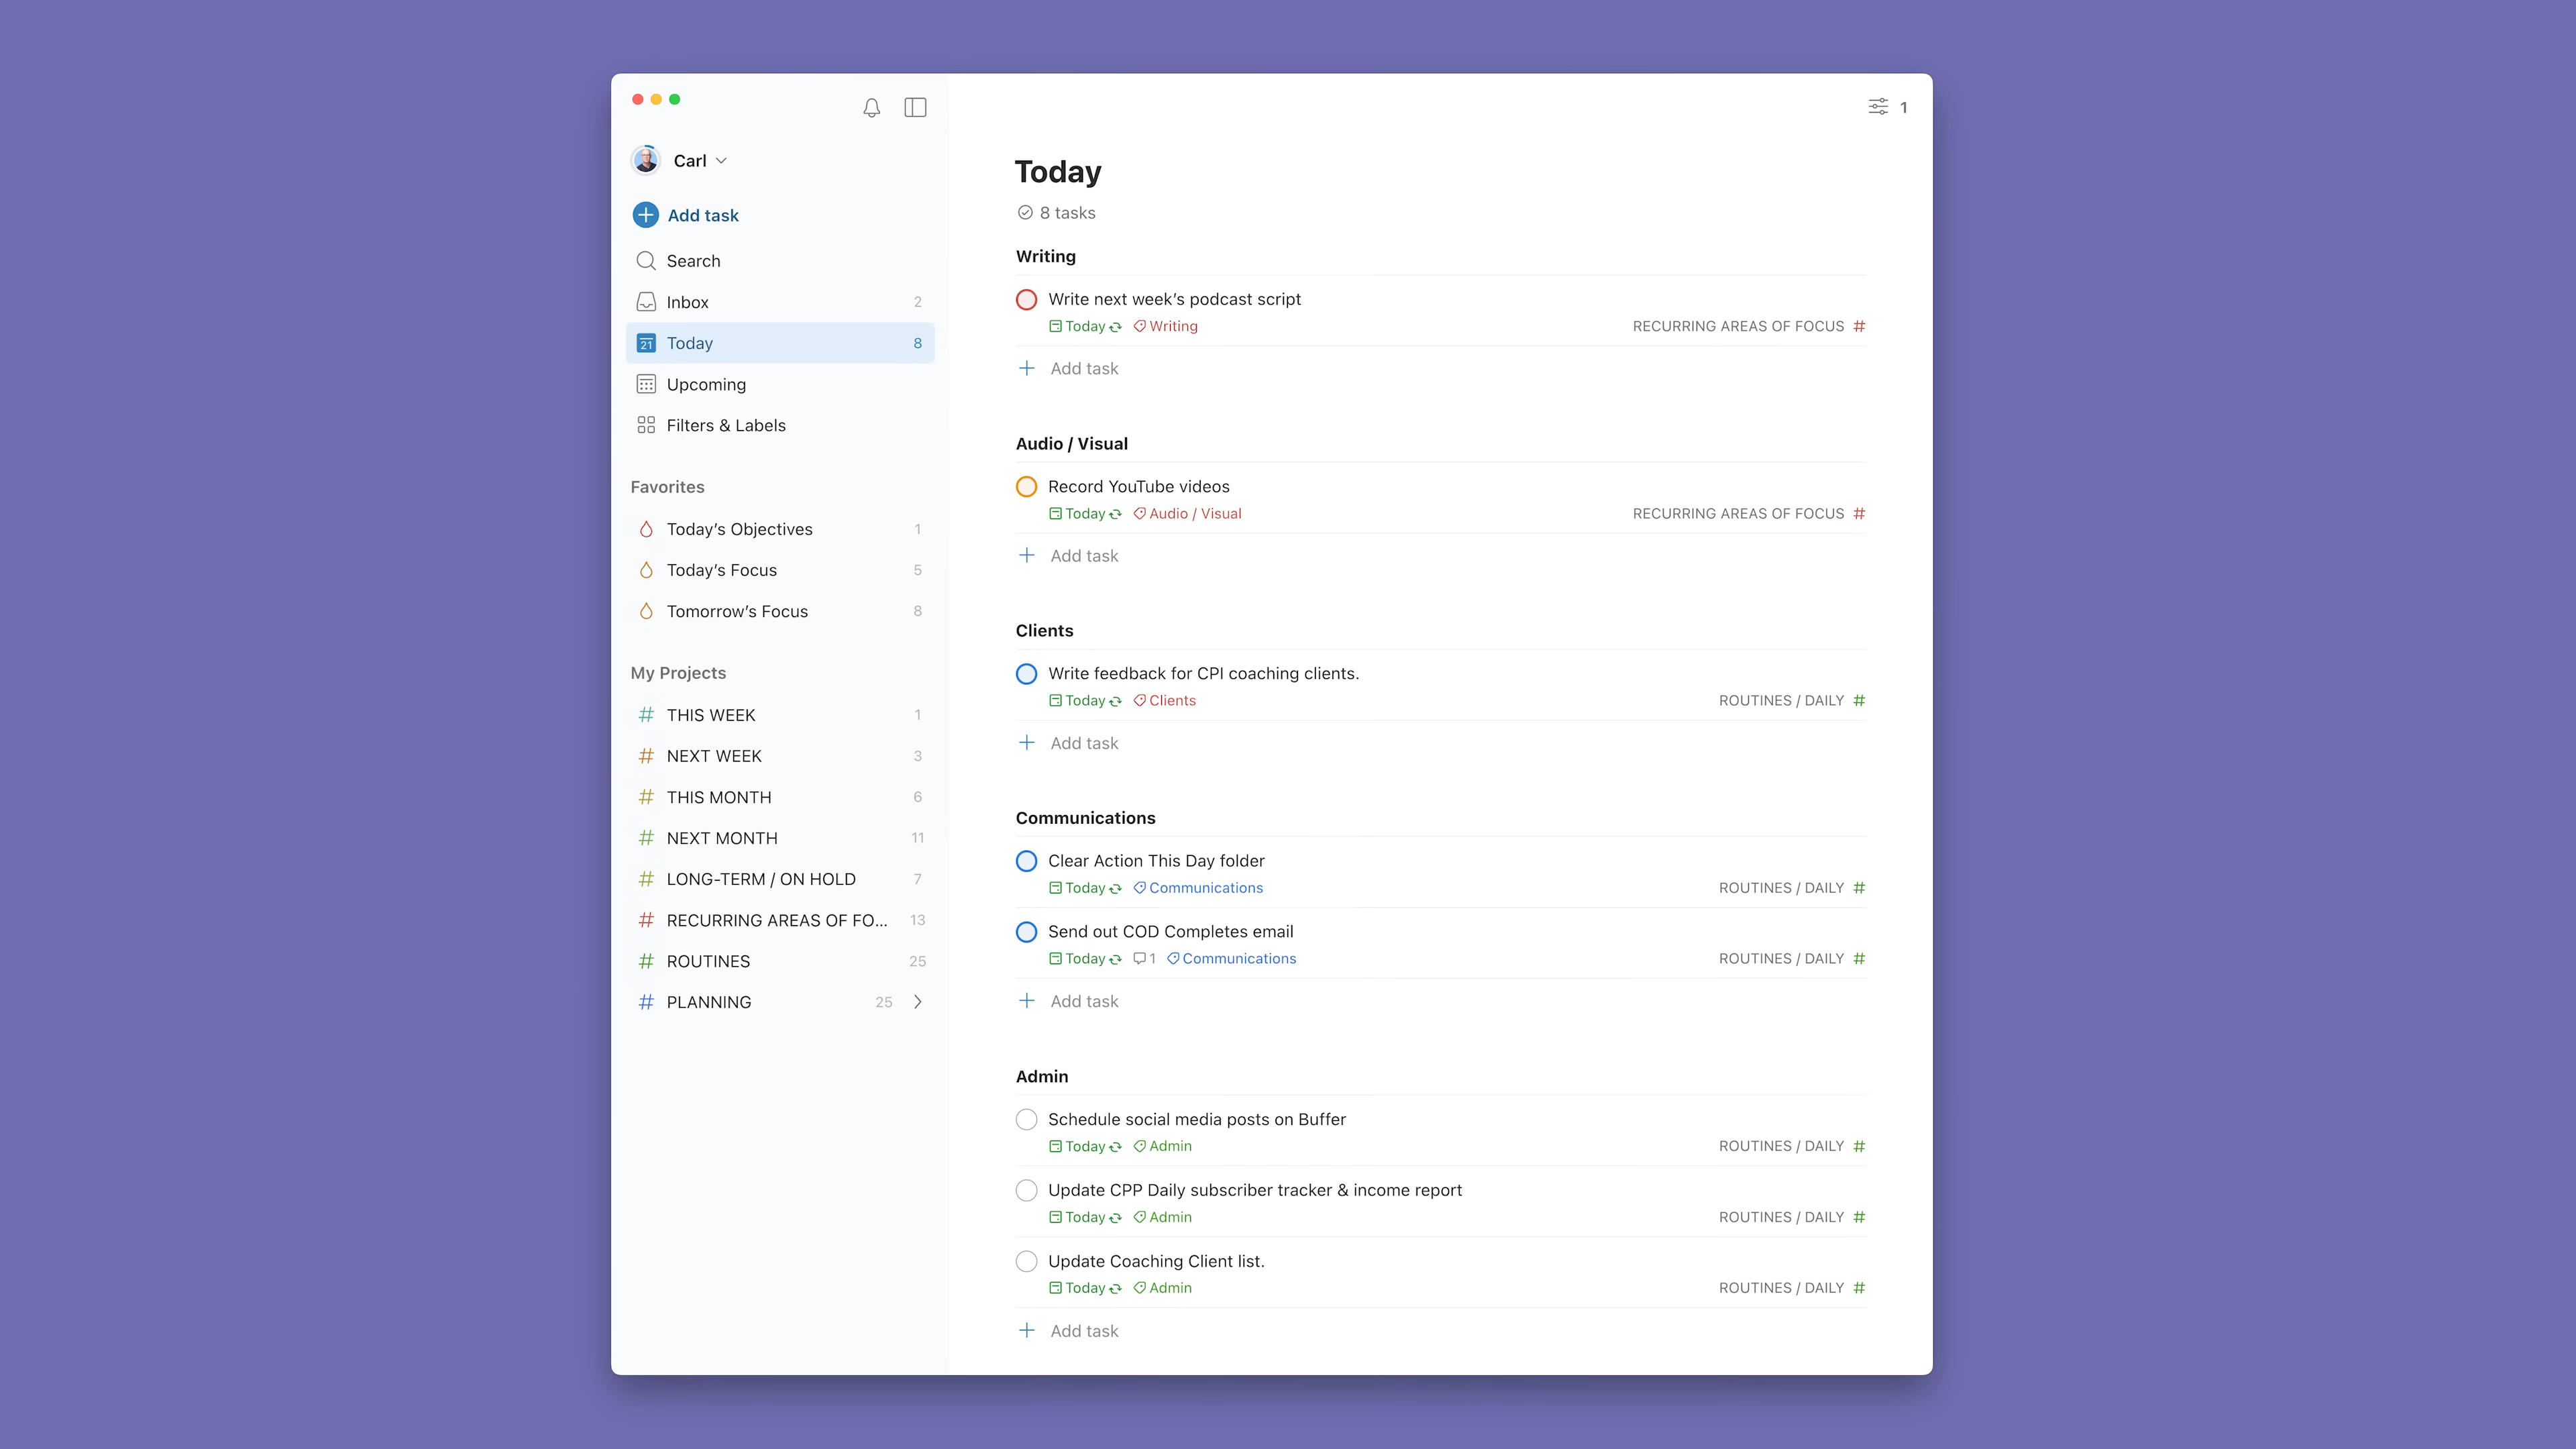 Carl
Add task
Search
Inbox 2
21 Today 8
Upcoming
Filters & Labels
Favorites
Today’s Objectives 1
Today’s Focus 5
Tomorrow’s Focus 8
My Projects
# THIS WEEK 1
# NEXT WEEK 3
# THIS MONTH 6
# NEXT MONTH 11
# LONG-TERM / ON HOLD 7
# RECURRING AREAS OF FO... 13
# ROUTINES 25
# PLANNING 25
1
Today
8 tasks
Writing
Write next week’s podcast script
Today Writing RECURRING AREAS OF FOCUS #
Add task
Audio / Visual
Record YouTube videos
Today Audio / Visual RECURRING AREAS OF FOCUS #
Add task
Clients
Write feedback for CPI coaching clients.
Today Clients ROUTINES / DAILY #
Add task
Communications
Clear Action This Day folder
Today Communications ROUTINES / DAILY #
Send out COD Completes email
Today 1 Communications ROUTINES / DAILY #
Add task
Admin
Schedule social media posts on Buffer
Today Admin ROUTINES / DAILY #
Update CPP Daily subscriber tracker & income report
Today Admin ROUTINES / DAILY #
Update Coaching Client list.
Today Admin ROUTINES / DAILY #
Add task